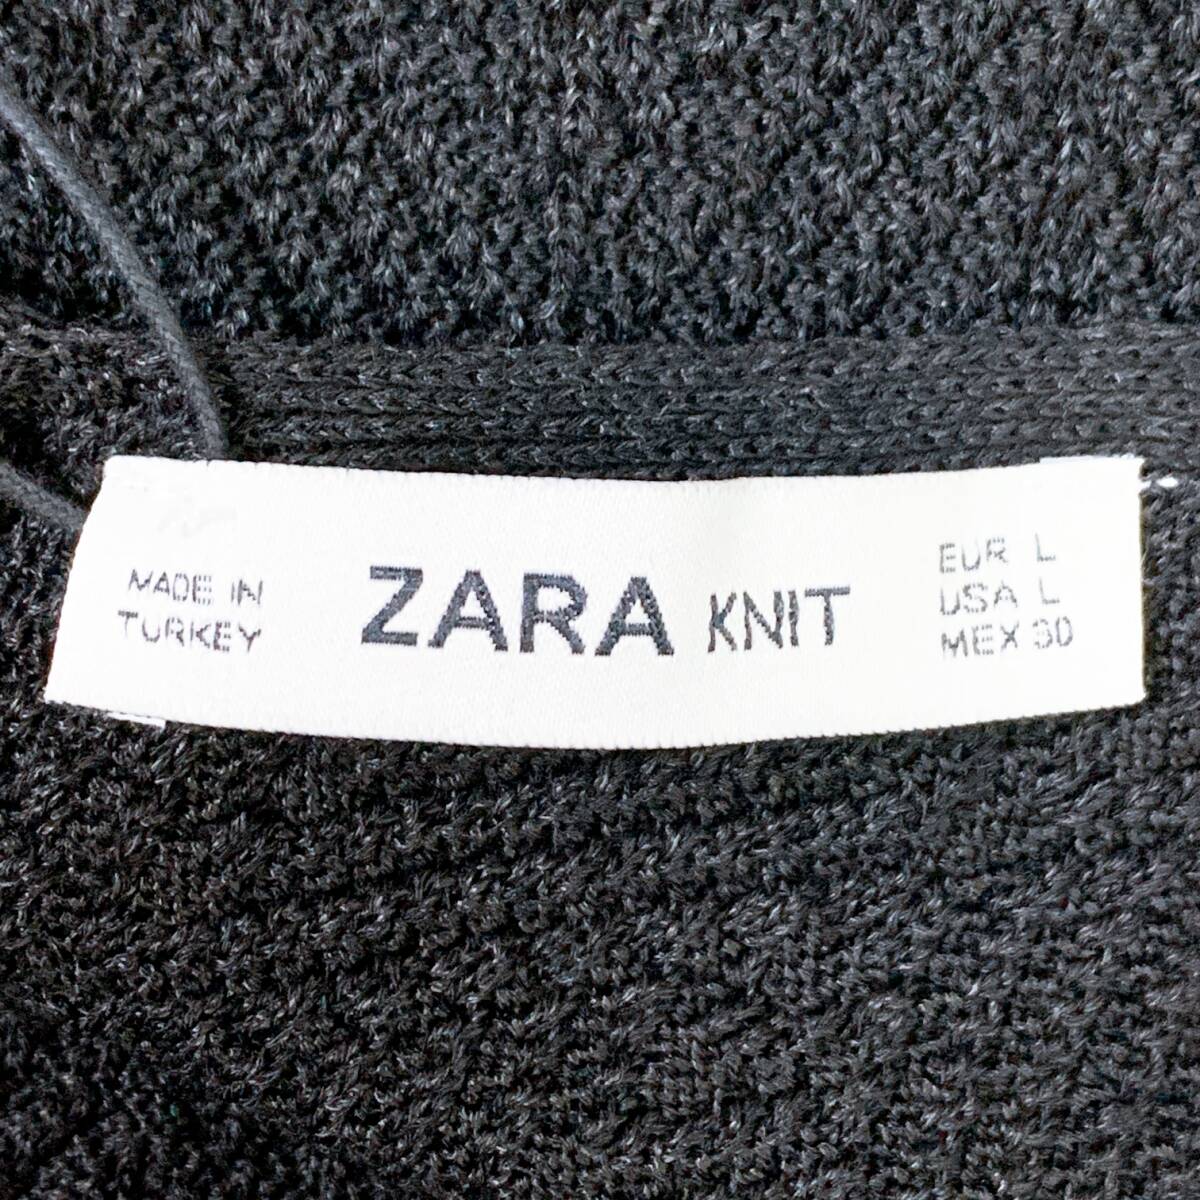 MADE IN
TURKEY
ZARA KNIT
EUR L
USA L
MEX 30